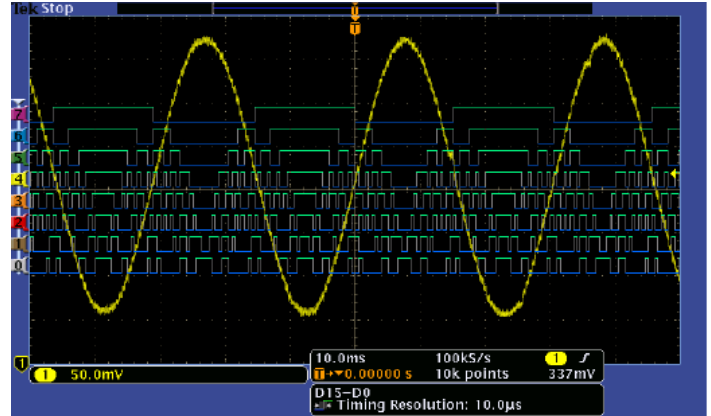 Tek Stop
T
T
7
6
5
4
3
2
1
0
1
1 50.0mV
10.0ms 100kS/s 1 ∫
T→▼0.00000 s 10k points 337mV
D15-D0
Timing Resolution: 10.0µs